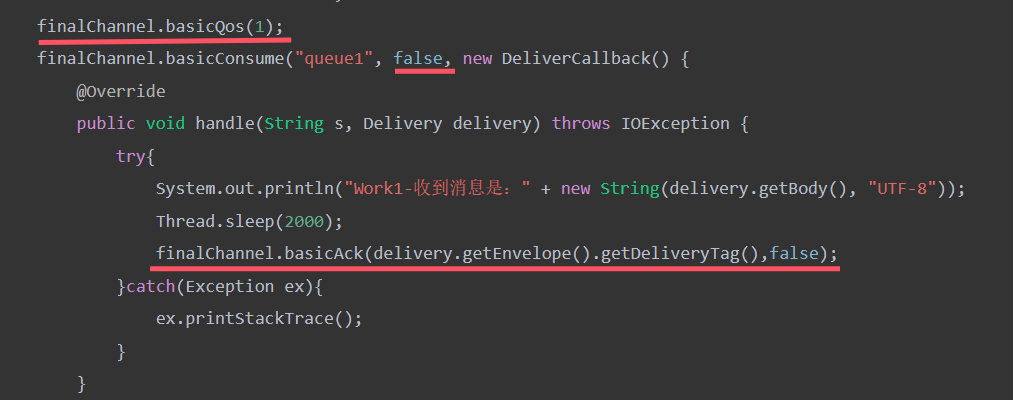 finalChannel.basicQos(1);
finalChannel.basicConsume("queue1", false, new DeliverCallback() {
@Override
public void handle(String s, Delivery delivery) throws IOException {
try{
System.out.println("Work1-收到消息是：" + new String(delivery.getBody(), "UTF-8"));
Thread.sleep(2000);
finalChannel.basicAck(delivery.getEnvelope().getDeliveryTag(),false);
}catch(Exception ex){
ex.printStackTrace();
}
}